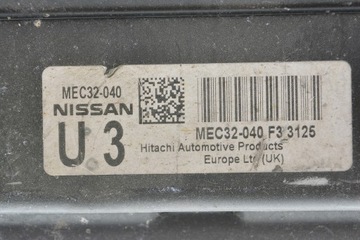 MEC32-040
NISSAN
U 3
MEC32-040 F3 3125
Hitachi Automotive Products
Europe Ltd (UK)